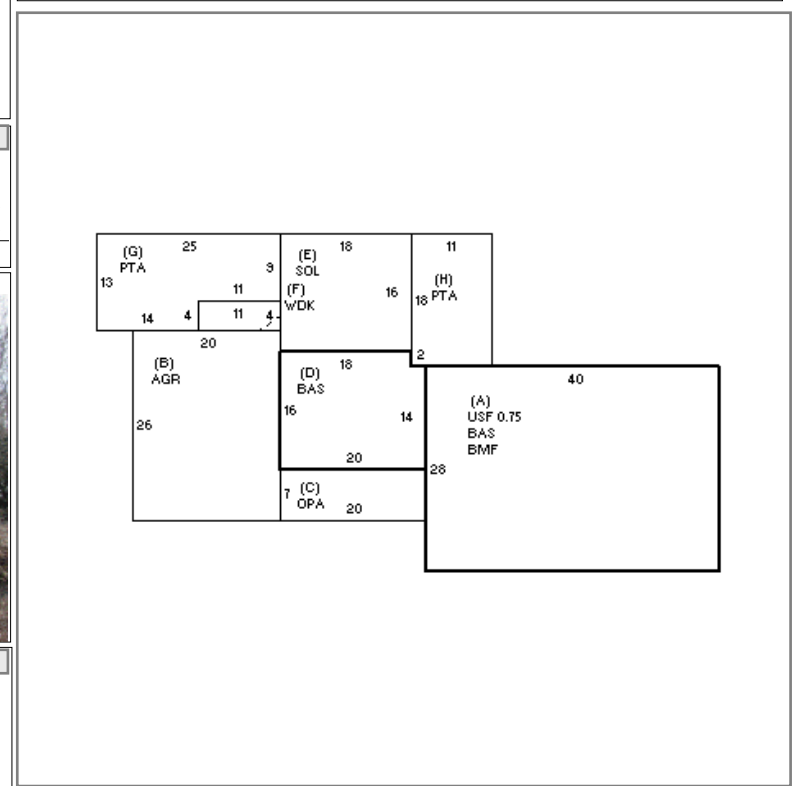 (G)
PTA
25
9
13
11
14
4
11
4
(E)
SOL
18
(F)
WDK
16
11
(H)
PTA
18
2
20
(B)
AGR
26
18
(D)
BAS
16
14
20
7
(C)
OPA
20
40
(A)
USF 0.75
BAS
BMF
28